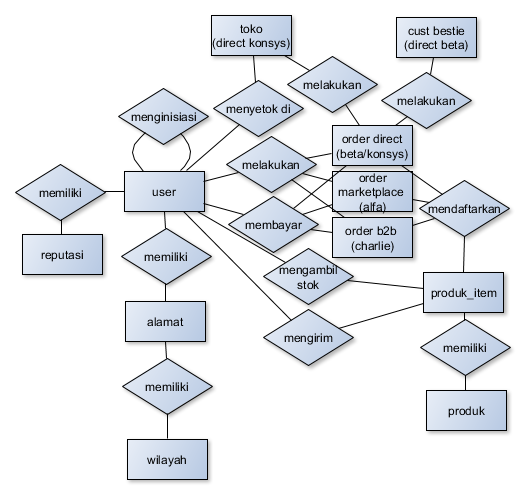 toko
(direct konsys)
cust bestie
(direct beta)
melakukan
melakukan
menginisiasi
menyetok di
order direct
(beta/konsys)
melakukan
order
marketplace
(alfa)
memiliki
user
membayar
mendaftarkan
order b2b
(charlie)
reputasi
memiliki
mengambil
stok
produk_item
alamat
mengirim
memiliki
memiliki
produk
wilayah